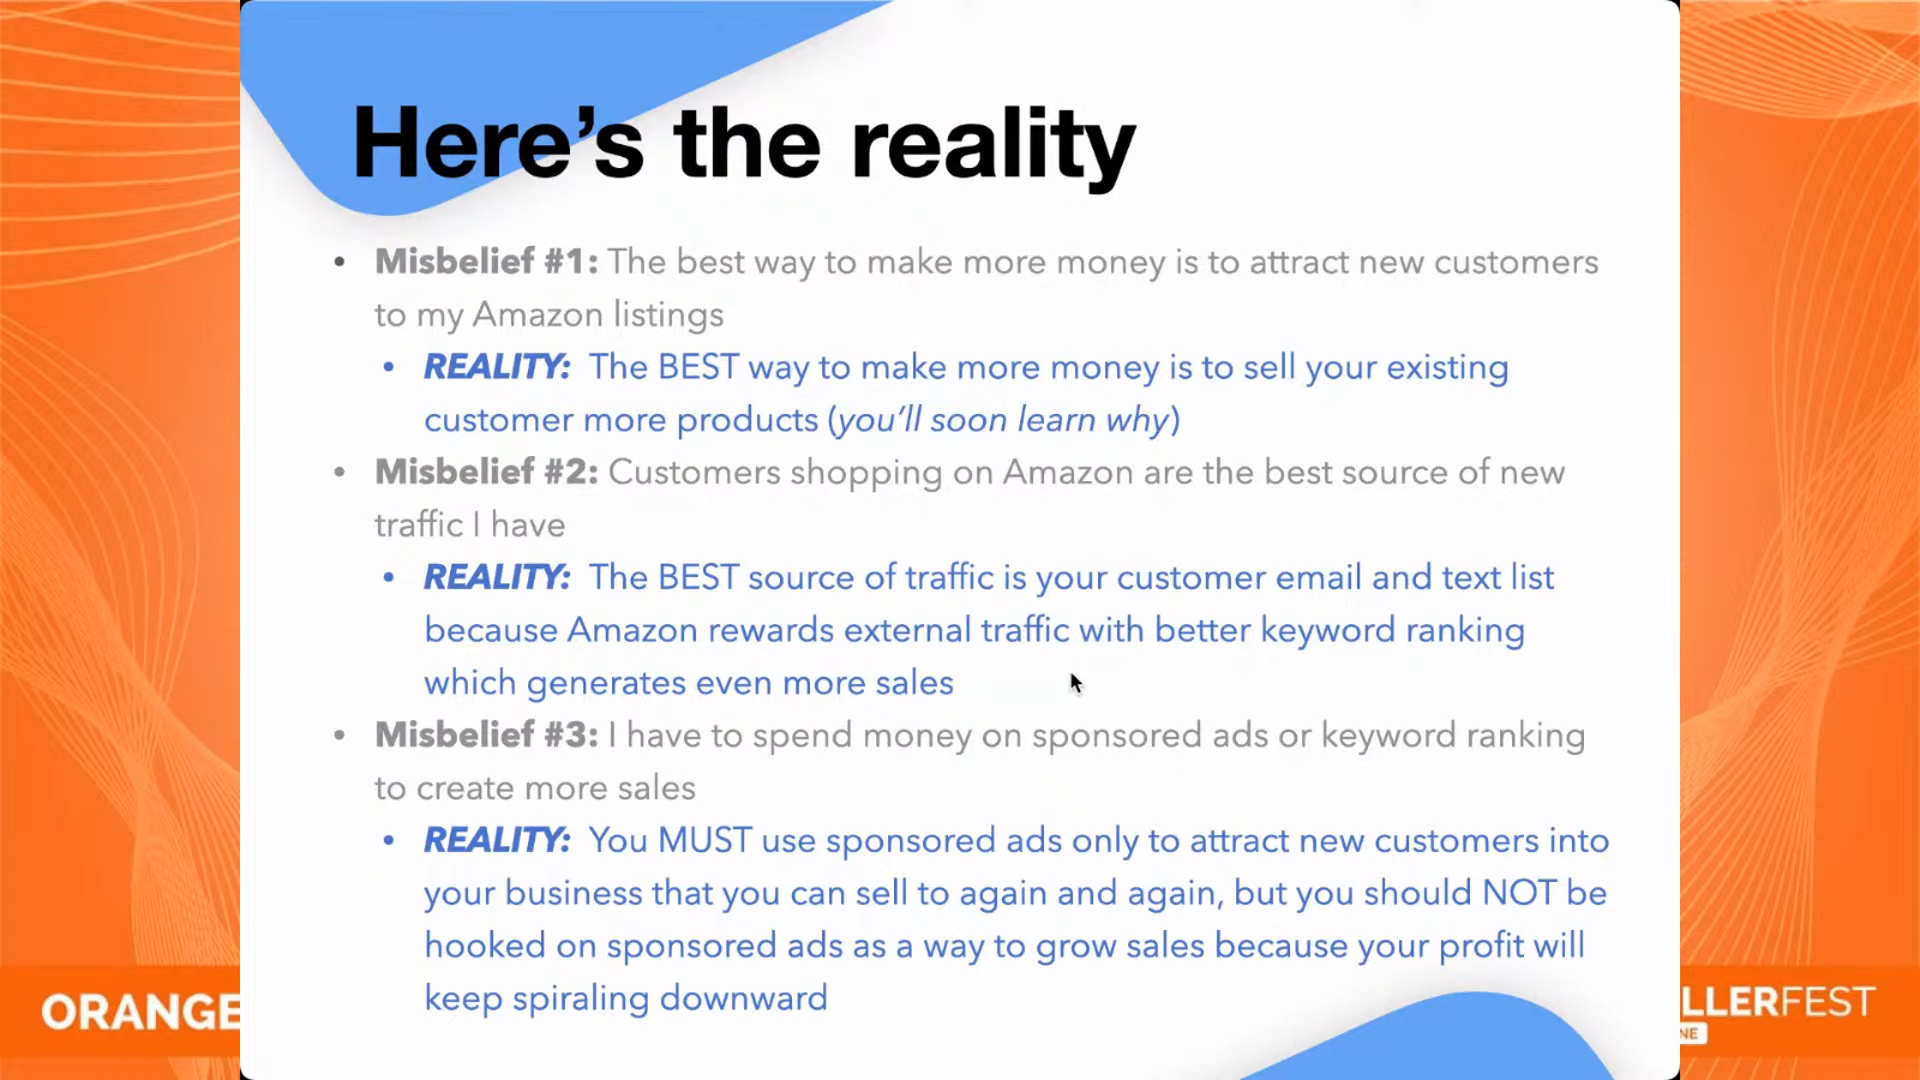 Here's the reality
• Misbelief #1: The best way to make more money is to attract new customers
to my Amazon listings
• REALITY: The BEST way to make more money is to sell your existing
customer more products (you'll soon learn why)
• Misbelief #2: Customers shopping on Amazon are the best source of new
traffic I have
• REALITY: The BEST source of traffic is your customer email and text list
because Amazon rewards external traffic with better keyword ranking
which generates even more sales
• Misbelief #3: I have to spend money on sponsored ads or keyword ranking
to create more sales
• REALITY: You MUST use sponsored ads only to attract new customers into
your business that you can sell to again and again, but you should NOT be
hooked on sponsored ads as a way to grow sales because your profit will
keep spiraling downward
ORANGE
LLERFEST
NE